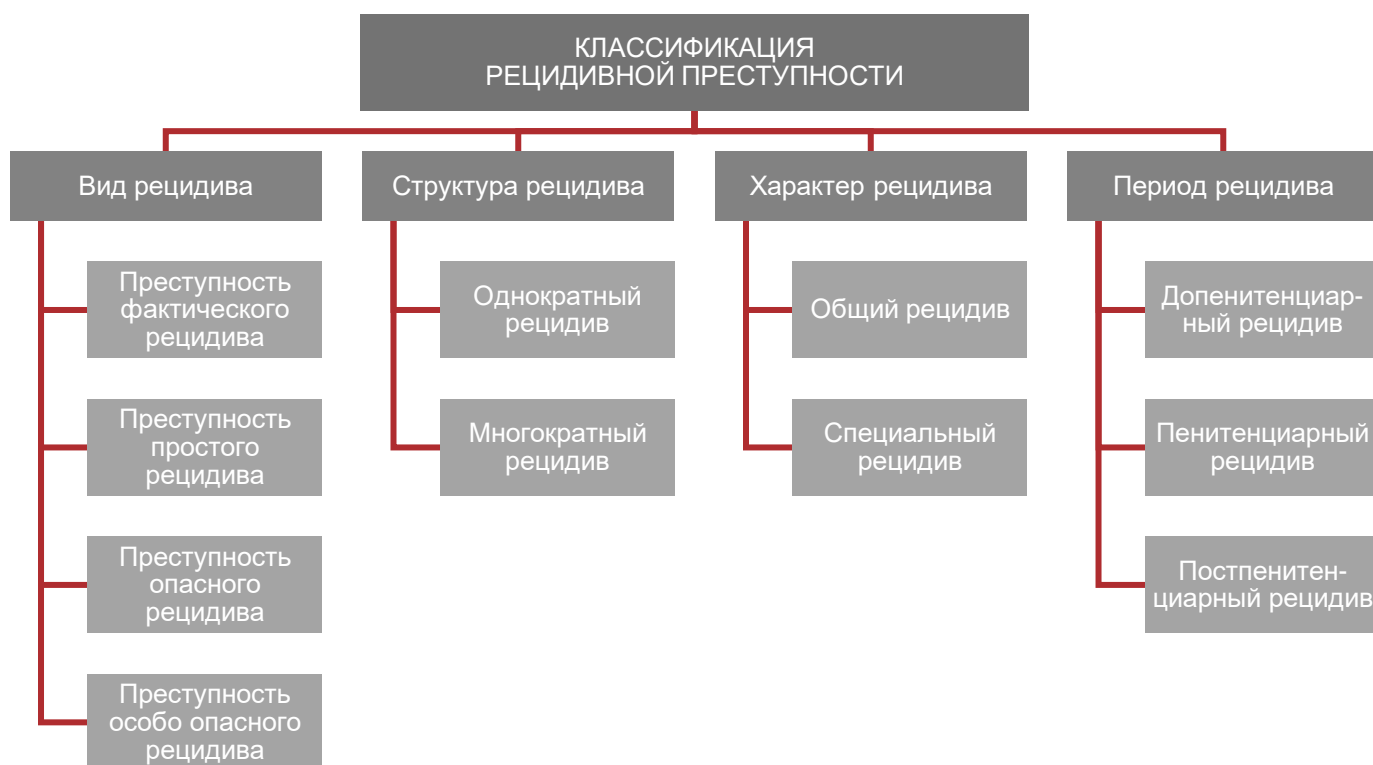 КЛАССИФИКАЦИЯ
РЕЦИДИВНОЙ ПРЕСТУПНОСТИ
Вид рецидива
Преступность
фактического
рецидива
Преступность
простого
рецидива
Преступность
опасного
рецидива
Преступность
особо опасного
рецидива
Структура рецидива
Однократный
рецидив
Многократный
рецидив
Характер рецидива
Общий рецидив
Специальный
рецидив
Период рецидива
Допенитенциар-
ный рецидив
Пенитенциарный
рецидив
Постпенитен-
циарный рецидив